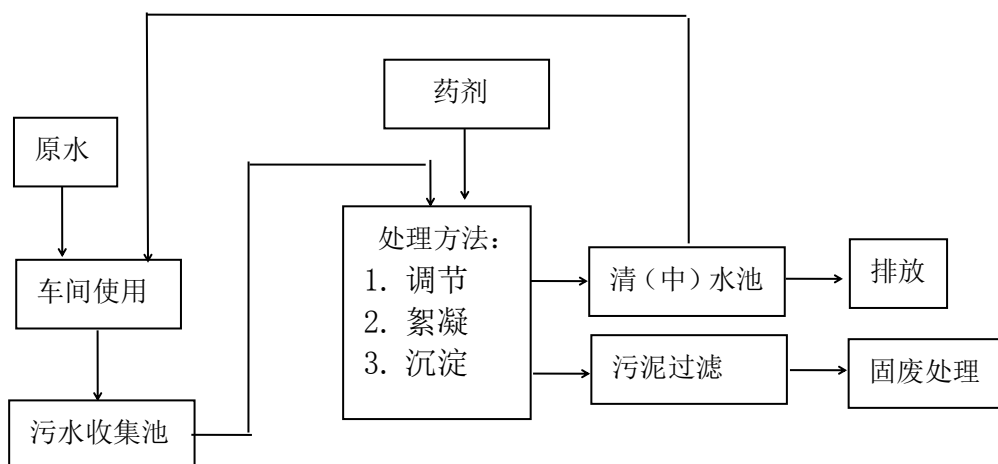 药剂
原水
处理方法：
1. 调节
2. 絮凝
3. 沉淀
车间使用
清（中）水池
排放
污泥过滤
固废处理
污水收集池